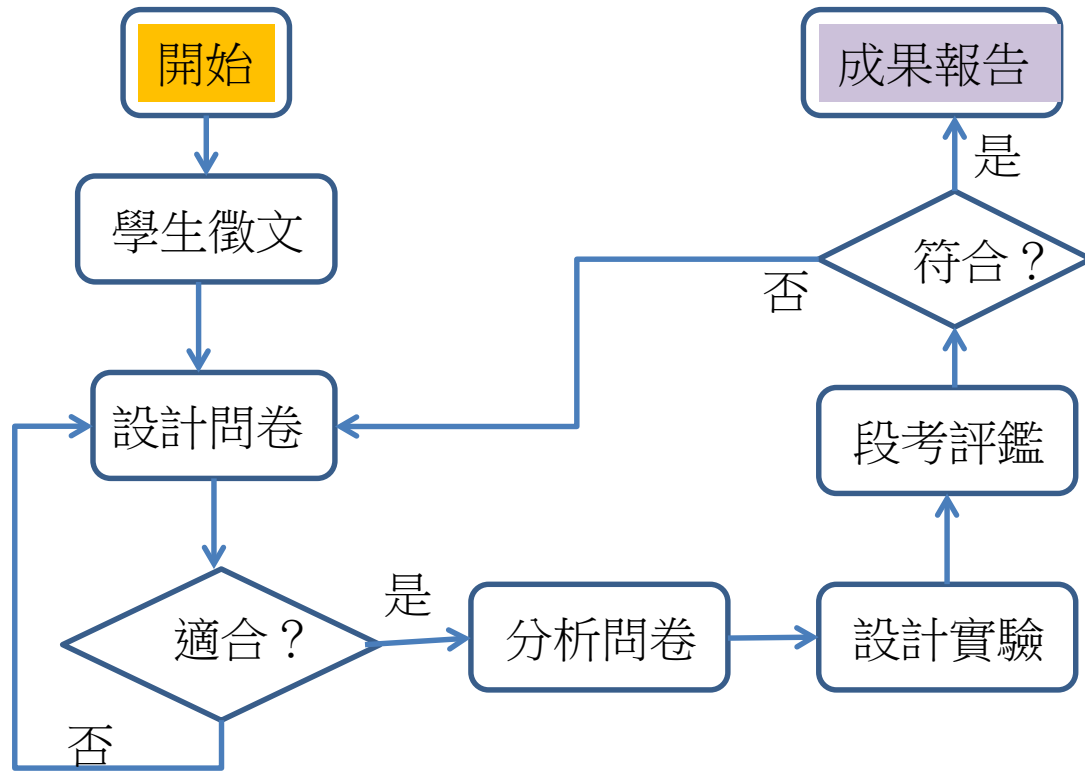 開始
學生徵文
設計問卷
適合？
否
是
分析問卷
設計實驗
段考評鑑
符合？
否
是
成果報告